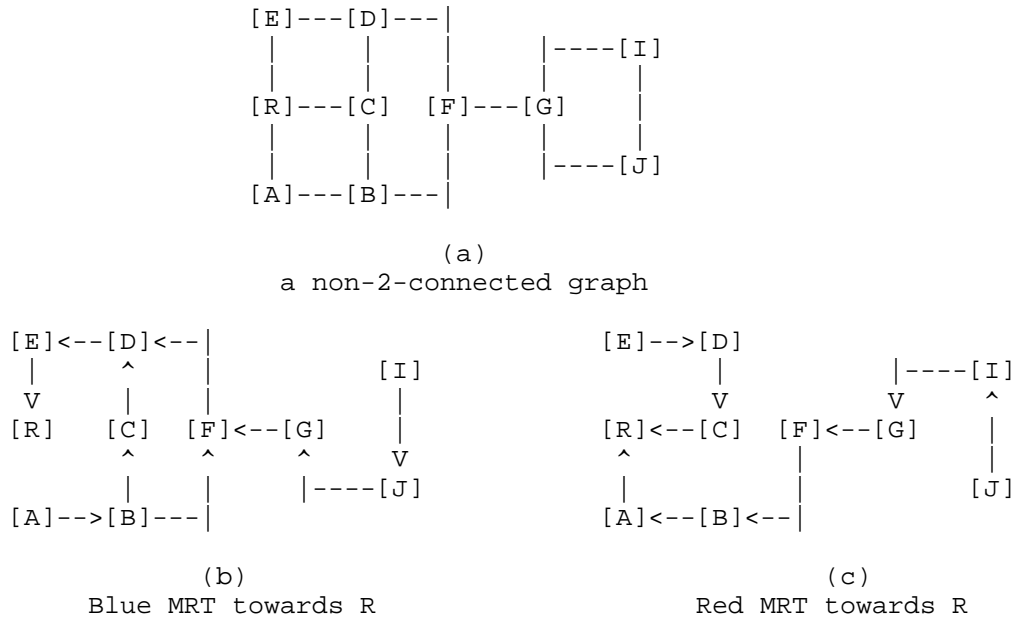 [E]---[D]---|
 |     |    |     |----[I]
 |     |    |     |     |
[R]---[C]  [F]---[G]    |
 |     |    |     |     |
 |     |    |     |----[J]
[A]---[B]---|
(a)
a non-2-connected graph
[E]<--[D]<--|                         [E]-->[D]
 |     ^    |          [I]                   |          |----[I]
 V     |    |           |                    V          V     ^
[R]   [C]  [F]<--[G]    |             [R]<--[C]  [F]<--[G]    |
       ^    ^     ^     V              ^          |           |
       |    |     |----[J]             |          |          [J]
[A]-->[B]---|                         [A]<--[B]<--|
(b) (c)
Blue MRT towards R Red MRT towards R